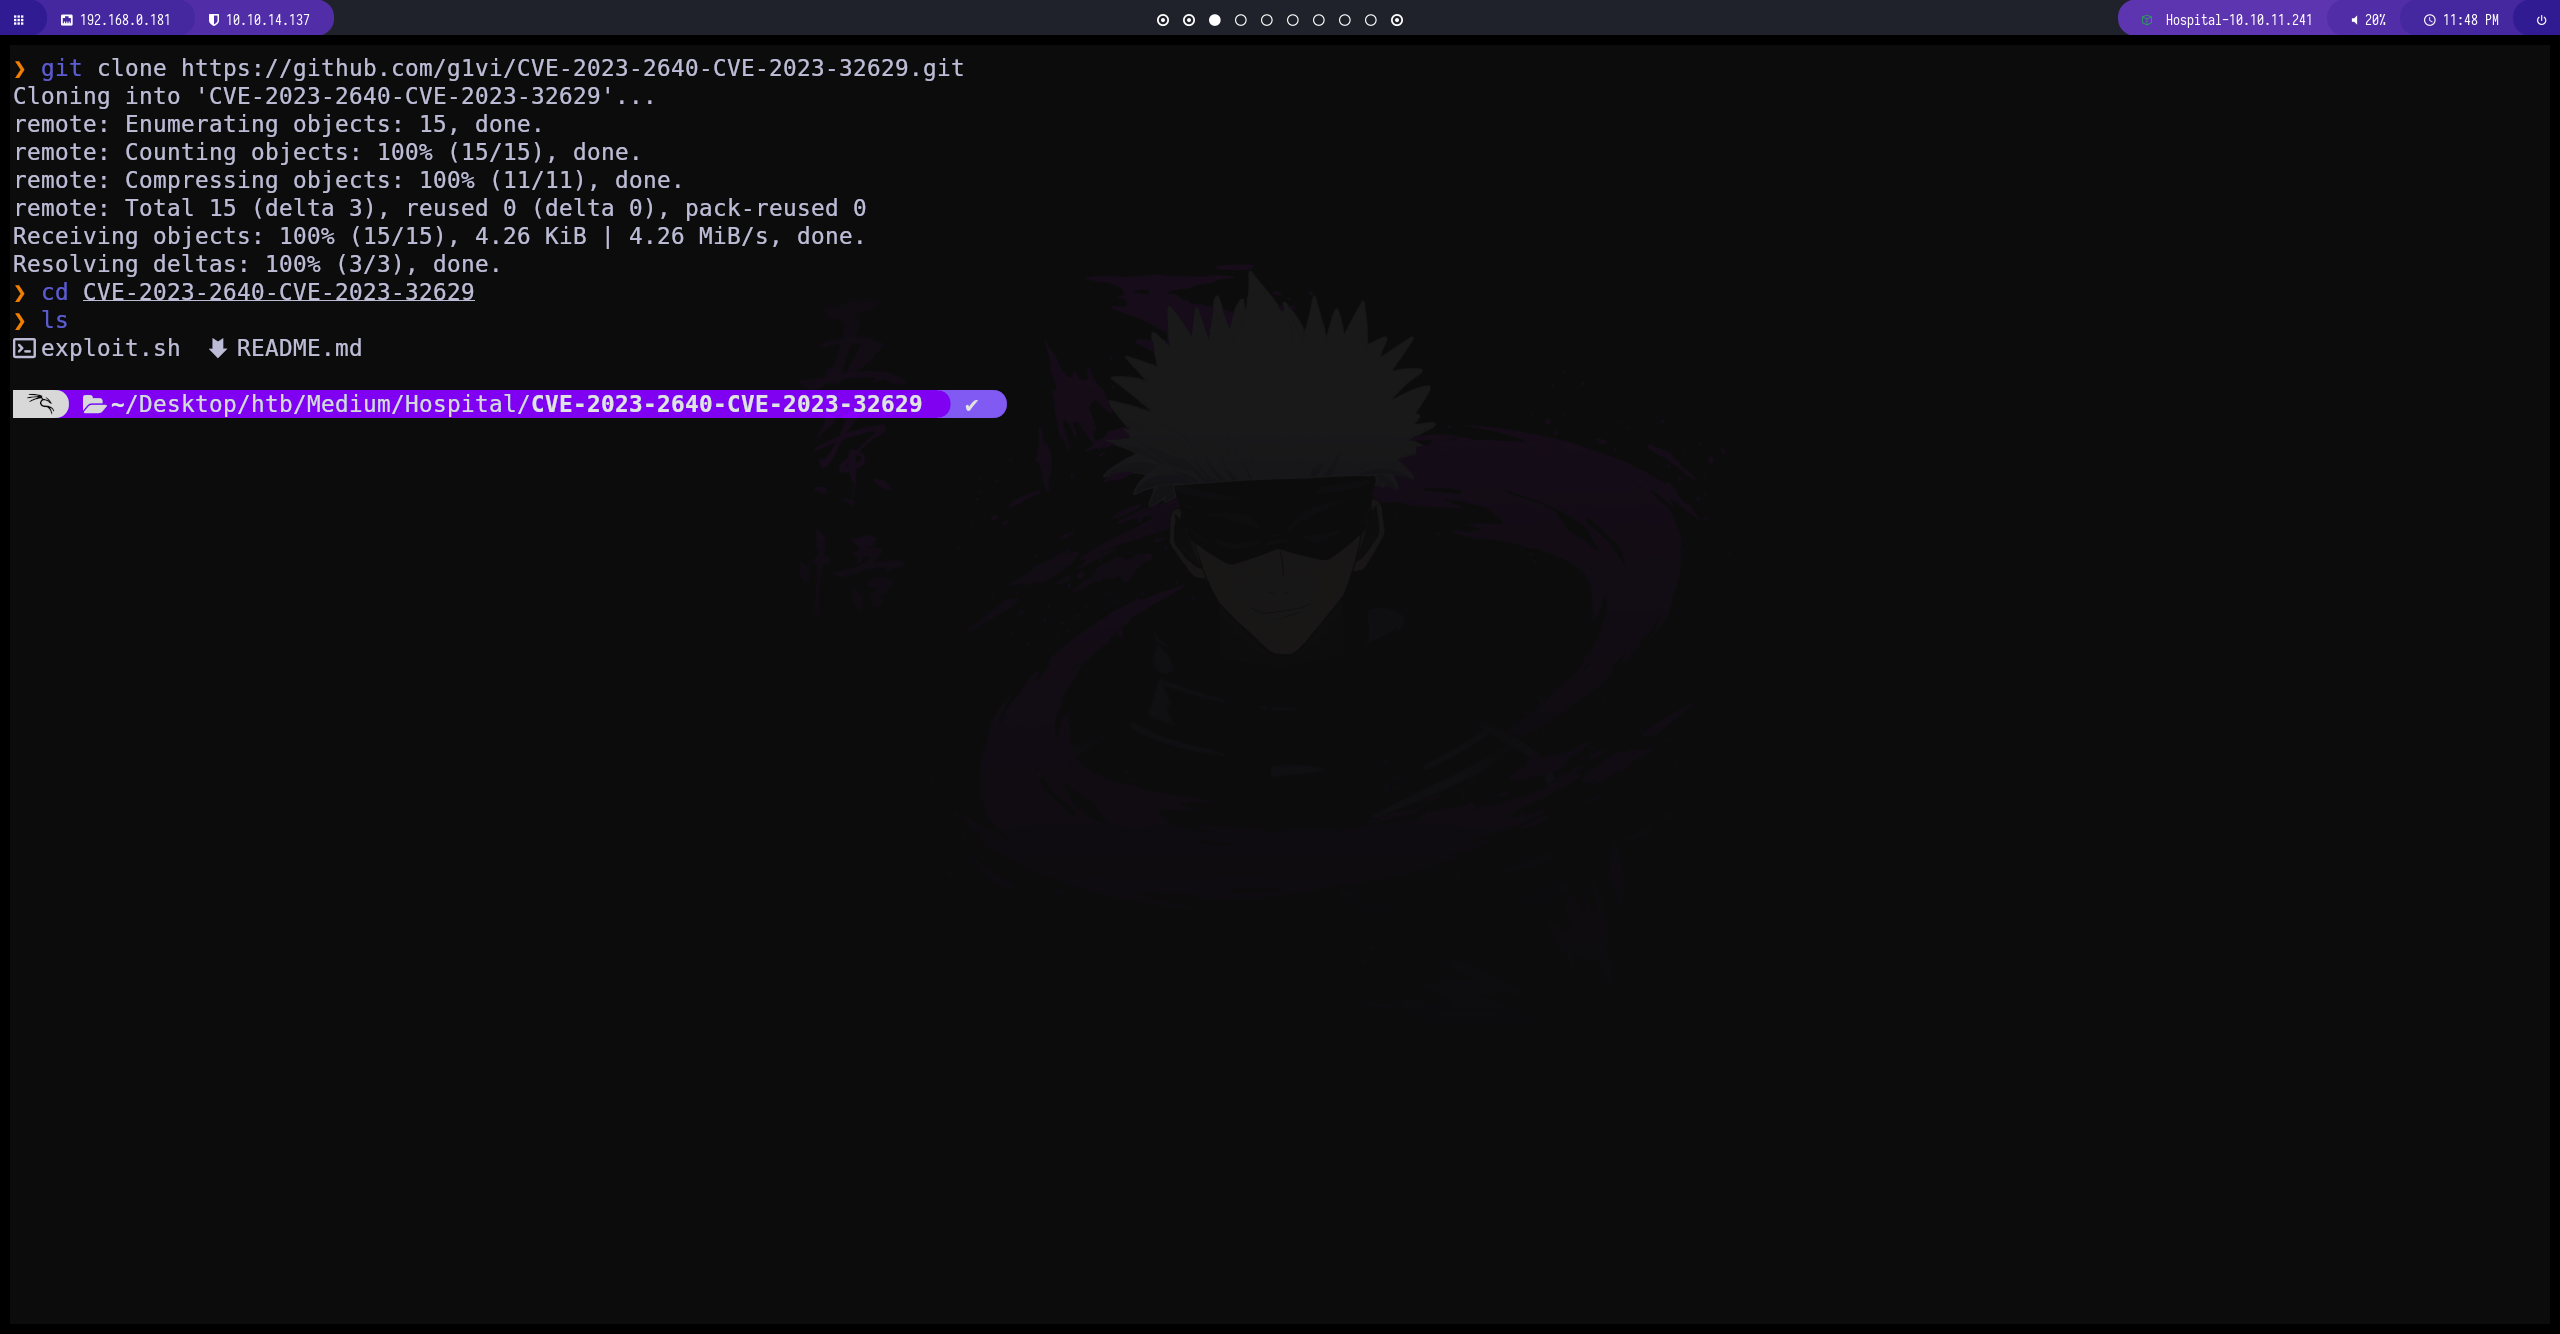 192.168.0.181 10.10.14.137 Hospital-10.10.11.241 20% 11:48 PM
❯ git clone https://github.com/g1vi/CVE-2023-2640-CVE-2023-32629.git
Cloning into 'CVE-2023-2640-CVE-2023-32629'...
remote: Enumerating objects: 15, done.
remote: Counting objects: 100% (15/15), done.
remote: Compressing objects: 100% (11/11), done.
remote: Total 15 (delta 3), reused 0 (delta 0), pack-reused 0
Receiving objects: 100% (15/15), 4.26 KiB | 4.26 MiB/s, done.
Resolving deltas: 100% (3/3), done.
❯ cd CVE-2023-2640-CVE-2023-32629
❯ ls
exploit.sh README.md
~/Desktop/htb/Medium/Hospital/CVE-2023-2640-CVE-2023-32629 ✔